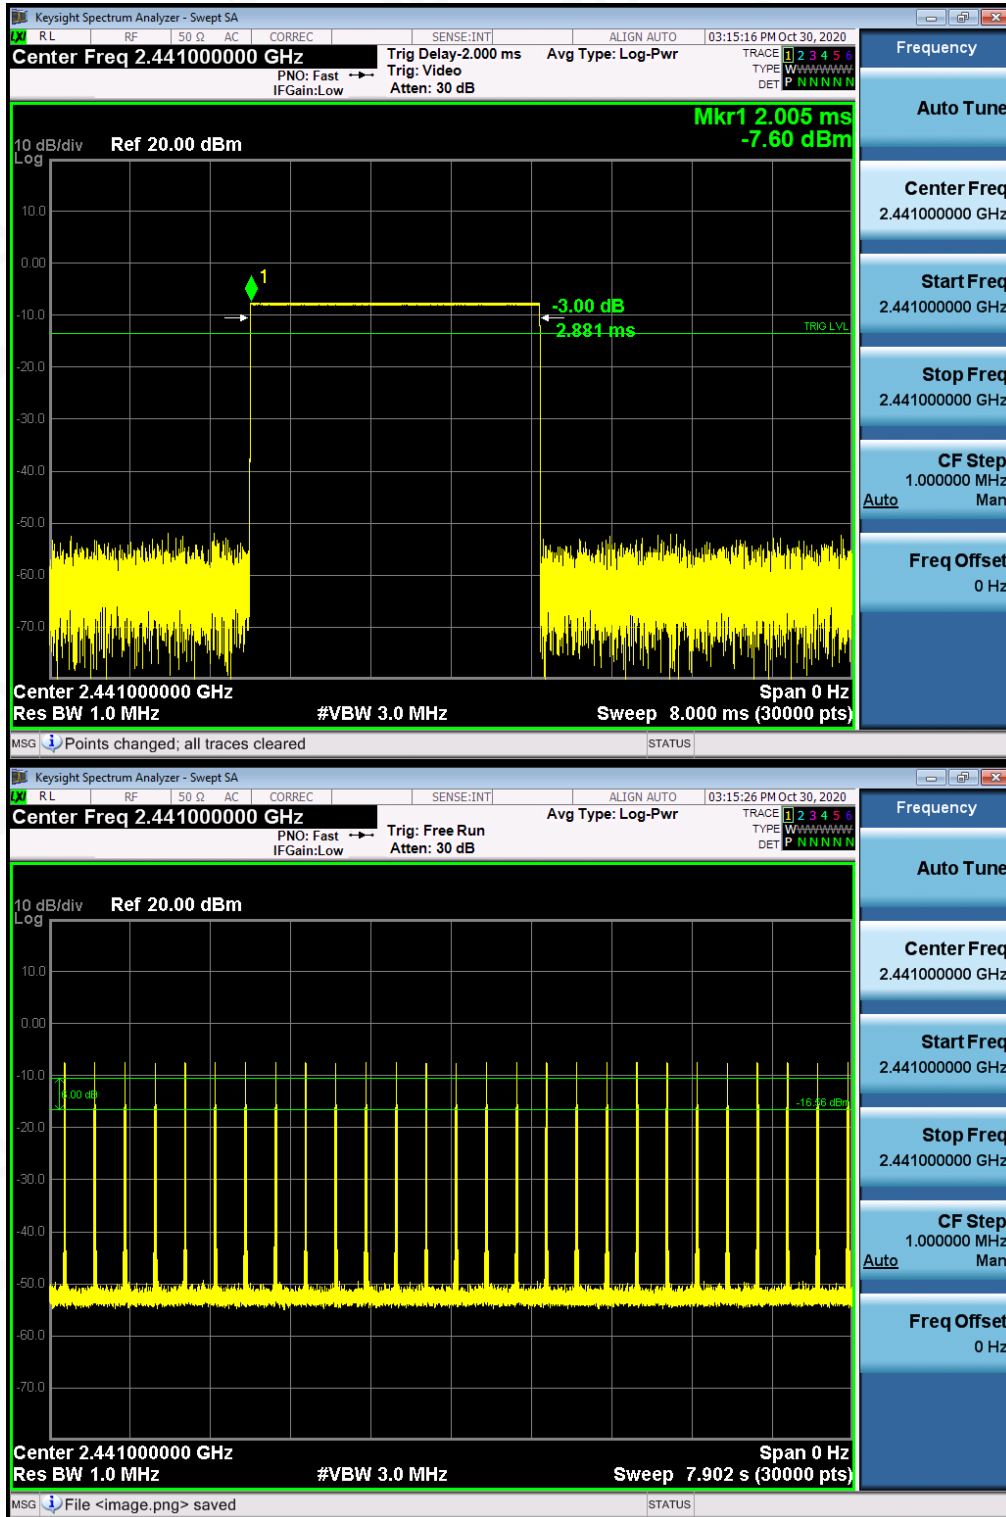 Keysight Spectrum Analyzer - Swept SA
LXI RL RF 50 Ω AC CORREC SENSE:INT ALIGN AUTO 03:15:16 PM Oct 30, 2020
Center Freq 2.441000000 GHz
PNO: Fast
IFGain:Low
Trig Delay-2.000 ms
Trig: Video
Atten: 30 dB
Avg Type: Log-Pwr
TRACE 1 2 3 4 5 6
TYPE WWWWWW
DET P N N N N N
Mkr1 2.005 ms
-7.60 dBm
10 dB/div Ref 20.00 dBm
Log
10.0
0.00
1
-3.00 dB
-10.0
2.881 ms
TRIG LVL
-20.0
-30.0
-40.0
-50.0
-60.0
-70.0
Center 2.441000000 GHz Span 0 Hz
Res BW 1.0 MHz #VBW 3.0 MHz Sweep 8.000 ms (30000 pts)
MSG Points changed; all traces cleared STATUS
Frequency
Auto Tune
Center Freq
2.441000000 GHz
Start Freq
2.441000000 GHz
Stop Freq
2.441000000 GHz
CF Step
1.000000 MHz
Auto Man
Freq Offset
0 Hz
Keysight Spectrum Analyzer - Swept SA
LXI RL RF 50 Ω AC CORREC SENSE:INT ALIGN AUTO 03:15:26 PM Oct 30, 2020
Center Freq 2.441000000 GHz
PNO: Fast
IFGain:Low
Trig: Free Run
Atten: 30 dB
Avg Type: Log-Pwr
TRACE 1 2 3 4 5 6
TYPE WWWWWW
DET P N N N N N
10 dB/div Ref 20.00 dBm
Log
10.0
0.00
-10.0
6.00 dB
-16.56 dBm
-20.0
-30.0
-40.0
-50.0
-60.0
-70.0
Center 2.441000000 GHz Span 0 Hz
Res BW 1.0 MHz #VBW 3.0 MHz Sweep 7.902 s (30000 pts)
MSG File <image.png> saved STATUS
Frequency
Auto Tune
Center Freq
2.441000000 GHz
Start Freq
2.441000000 GHz
Stop Freq
2.441000000 GHz
CF Step
1.000000 MHz
Auto Man
Freq Offset
0 Hz